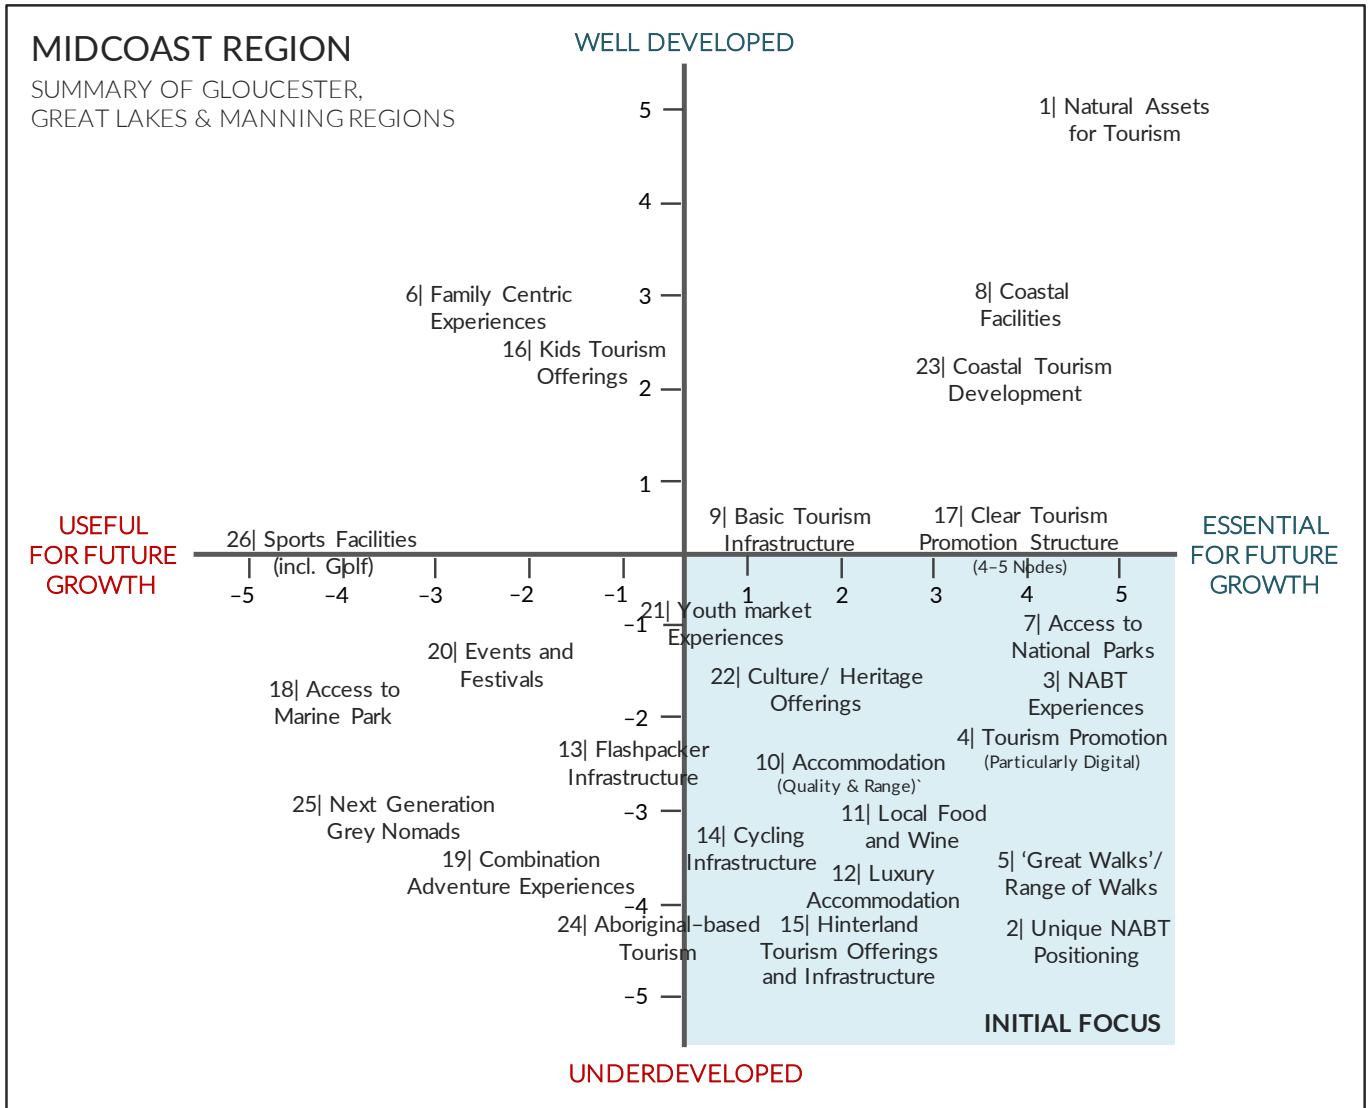 MIDCOAST REGION
SUMMARY OF GLOUCESTER,
GREAT LAKES & MANNING REGIONS
WELL DEVELOPED
5
1| Natural Assets
for Tourism
4
6| Family Centric
Experiences
3
8| Coastal
Facilities
16| Kids Tourism
Offerings
2
23| Coastal Tourism
Development
1
USEFUL
FOR FUTURE
GROWTH
26| Sports Facilities
(incl. Golf)
9| Basic Tourism
Infrastructure
17| Clear Tourism
Promotion Structure
(4–5 Nodes)
ESSENTIAL
FOR FUTURE
GROWTH
–5
–4
–3
–2
–1
1
2
3
4
5
21| Youth market
Experiences
–1
7| Access to
National Parks
20| Events and
Festivals
22| Culture/ Heritage
Offerings
3| NABT
Experiences
18| Access to
Marine Park
–2
4| Tourism Promotion
(Particularly Digital)
13| Flashpacker
Infrastructure
10| Accommodation
(Quality & Range)`
25| Next Generation
Grey Nomads
–3
11| Local Food
and Wine
14| Cycling
Infrastructure
19| Combination
Adventure Experiences
12| Luxury
Accommodation
5| ‘Great Walks’/
Range of Walks
–4
24| Aboriginal–based
Tourism
15| Hinterland
Tourism Offerings
and Infrastructure
2| Unique NABT
Positioning
–5
INITIAL FOCUS
UNDERDEVELOPED